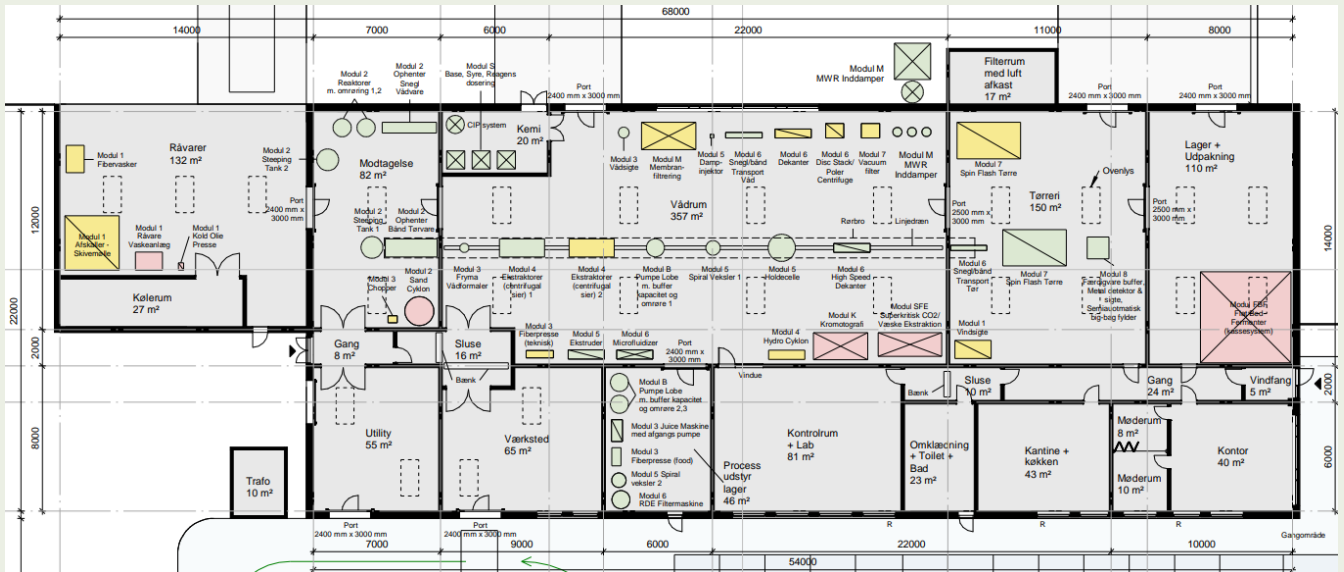 68000
14000
7000
6000
22000
11000
8000
Modul 2
Reaktorer
m. omrøring 1,2
Modul 2
Ophenter
Snegl
Vådvare
Modul S
Base, Syre, Reagens
dosering
Port
2400 mm x 3000 mm
Modul M
MWR Inddamper
Filterrum
med luft
afkast
17 m²
Port
2400 mm x 3000 mm
Port
2400 mm x 3000 mm
Modul 1
Fibervasker
Råvarer
132 m²
Modul 2
Steeping
Tank 2
Modtagelse
82 m²
CIP system
Kemi
20 m²
Modul 3
Vådsigte
Modul M
Membran-
filtrering
Modul 5
Damp-
injektor
Modul 6
Snegl/bånd
Transport
Våd
Modul 6
Dekanter
Modul 6
Disc Stack/
Poler
Centrifuge
Modul 7
Vacuum
filter
Modul M
MWR
Inddamper
Modul 7
Spin Flash Tørre
Ovenlys
Tørreri
150 m²
Lager +
Udpakning
110 m²
Port
2400 mm x
3000 mm
Port
2500 mm x
3000 mm
Port
2500 mm x
3000 mm
Vådrum
357 m²
Rørbro
Linjedræn
Modul 2
Steeping
Tank 1
Modul 2
Ophenter
Bånd Tørvare
Modul 1
Afskaller -
Skivemølle
Modul 1
Råvare
Vaskeanlæg
Modul 1
Kold Olie
Presse
Modul 3
Chopper
Modul 2
Sand
Cyklon
Modul 3
Fryma
Vådformaler
Modul 4
Ekstraktorer
(centrifugal
sier) 1
Modul 4
Ekstraktorer
(centrifugal
sier) 2
Modul B
Pumpe Lobe
m. buffer
kapacitet og
omrøre 1
Modul 5
Spiral Veksler 1
Modul 5
Holdecelle
Modul 6
High Speed
Dekanter
Modul 6
Snegl/bånd
Transport
Tør
Modul 7
Spin Flash Tørre
Modul 8
Færdigvare buffer,
Metal detektor &
sigte,
Semiautomatisk
big-bag fylder
Modul FBF
Flat Bed
Fermenter
(kassesystem)
Kølerum
27 m²
Gang
8 m²
Sluse
16 m²
Bænk
Modul 3
Fiberpresse
(teknisk)
Modul 5
Ekstruder
Modul 6
Microfluidizer
Port
2400 mm x
3000 mm
Modul 4
Hydro Cyklon
Modul K
Kromotografi
Modul SFE
Superkritisk CO2/
Væske Ekstraktion
Modul 1
Vindsigte
Vindue
Bænk
Sluse
10 m²
Gang
24 m²
Vindfang
5 m²
Utility
55 m²
Værksted
65 m²
Modul B
Pumpe Lobe
m. buffer kapacitet
og omrøre 2,3
Modul 3 Juice Maskine
med afgangs pumpe
Modul 3
Fiberpresse (food)
Modul 5 Spiral
veksler 2
Modul 6
RDE Filtermaskine
Process
udstyr
lager
46 m²
Kontrolrum
+ Lab
81 m²
Omklædning
+ Toilet +
Bad
23 m²
Kantine +
køkken
43 m²
Møderum
8 m²
Møderum
10 m²
Kontor
40 m²
Trafo
10 m²
12000
22000
2000
8000
14000
2000
6000
Port
2400 mm x 3000 mm
Port
2400 mm x 3000 mm
R
R
R
Gangområde
7000
9000
6000
22000
10000
54000